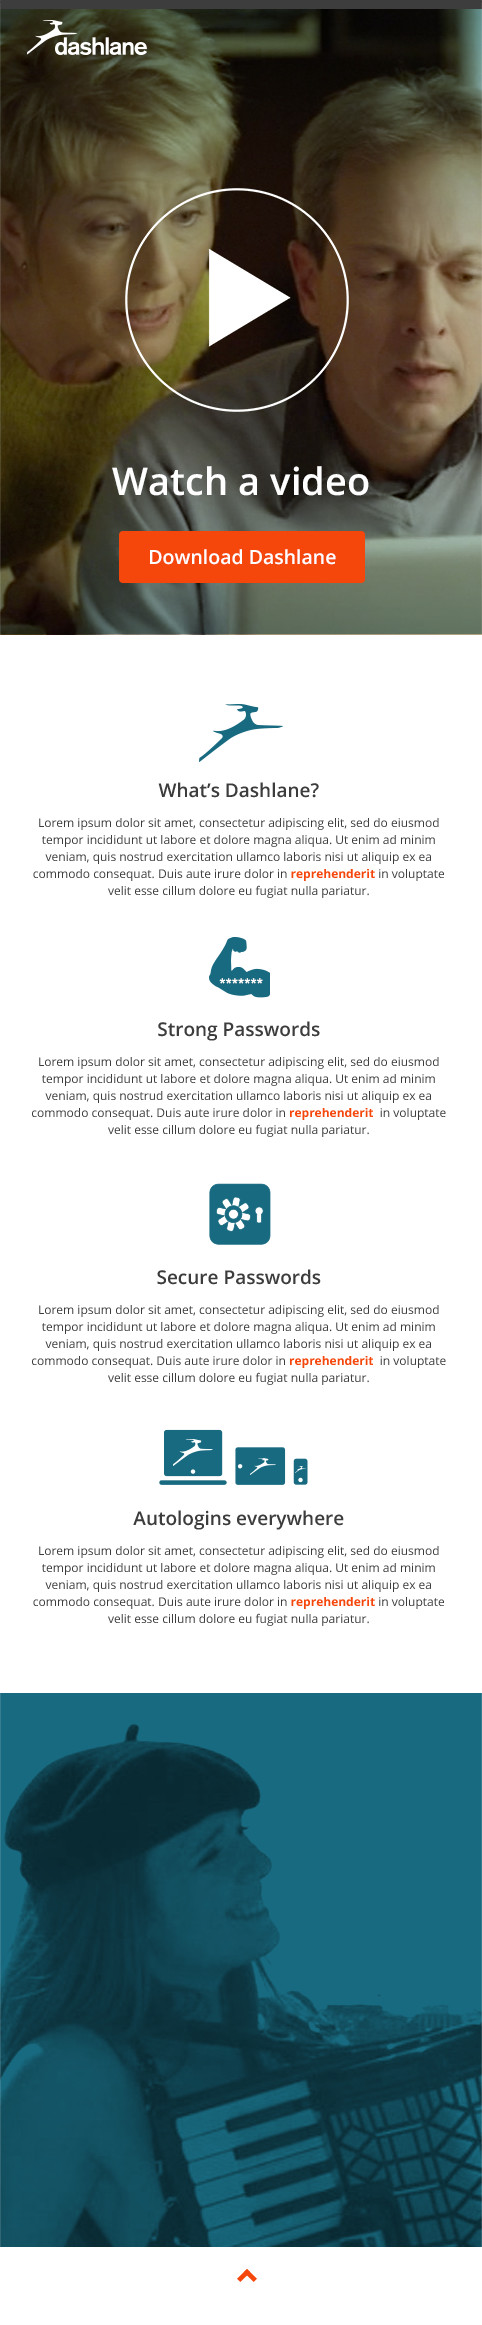 dashlane
Watch a video
Download Dashlane
What's Dashlane?
Lorem ipsum dolor sit amet, consectetur adipiscing elit, sed do eiusmod
tempor incididunt ut labore et dolore magna aliqua. Ut enim ad minim
veniam, quis nostrud exercitation ullamco laboris nisi ut aliquip ex ea
commodo consequat. Duis aute irure dolor in reprehenderit in voluptate
velit esse cillum dolore eu fugiat nulla pariatur.
*******
Strong Passwords
Lorem ipsum dolor sit amet, consectetur adipiscing elit, sed do eiusmod
tempor incididunt ut labore et dolore magna aliqua. Ut enim ad minim
veniam, quis nostrud exercitation ullamco laboris nisi ut aliquip ex ea
commodo consequat. Duis aute irure dolor in reprehenderit in voluptate
velit esse cillum dolore eu fugiat nulla pariatur.
Secure Passwords
Lorem ipsum dolor sit amet, consectetur adipiscing elit, sed do eiusmod
tempor incididunt ut labore et dolore magna aliqua. Ut enim ad minim
veniam, quis nostrud exercitation ullamco laboris nisi ut aliquip ex ea
commodo consequat. Duis aute irure dolor in reprehenderit in voluptate
velit esse cillum dolore eu fugiat nulla pariatur.
Autologins everywhere
Lorem ipsum dolor sit amet, consectetur adipiscing elit, sed do eiusmod
tempor incididunt ut labore et dolore magna aliqua. Ut enim ad minim
veniam, quis nostrud exercitation ullamco laboris nisi ut aliquip ex ea
commodo consequat. Duis aute irure dolor in reprehenderit in voluptate
velit esse cillum dolore eu fugiat nulla pariatur.